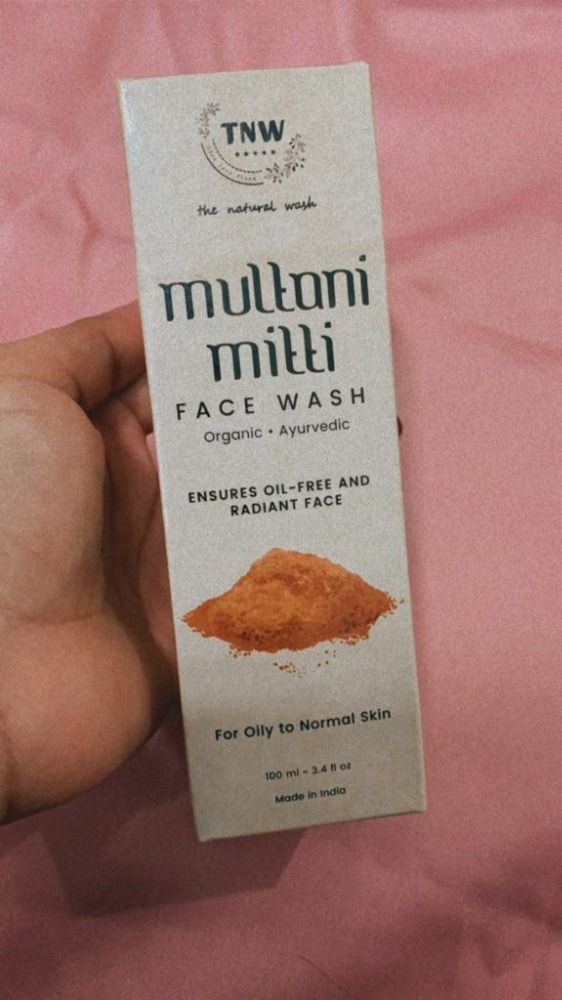 TNW
the natural wash
multani
mitti
FACE WASH
Organic • Ayurvedic
ENSURES OIL-FREE AND
RADIANT FACE
For Oily to Normal Skin
100 ml - 3.4 fl oz
Made in India